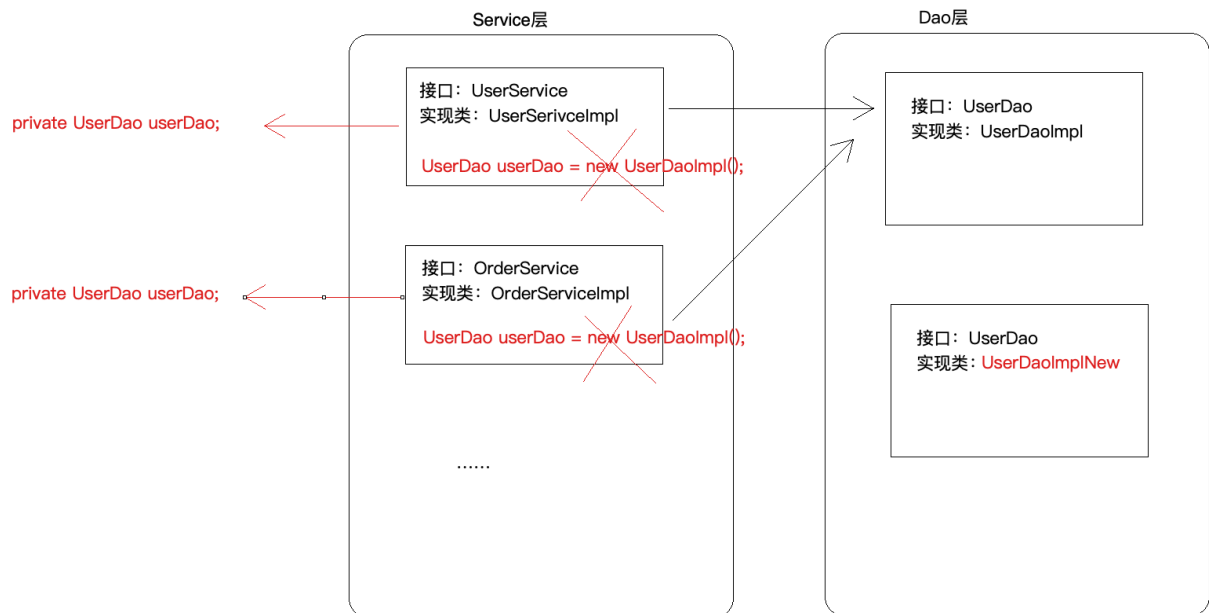 Service层
Dao层
接口：UserService
实现类：UserSerivceImpl
UserDao userDao = new UserDaoImpl();
private UserDao userDao;
接口：UserDao
实现类：UserDaoImpl
接口：OrderService
实现类：OrderServiceImpl
UserDao userDao = new UserDaoImpl();
private UserDao userDao;
接口：UserDao
实现类：UserDaoImplNew
......